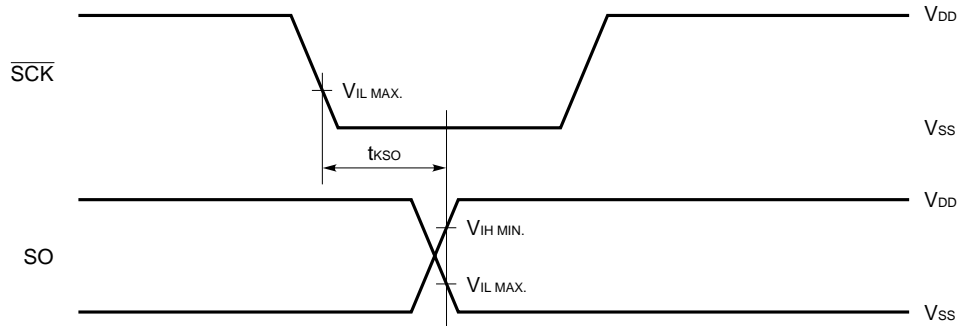 VDD
SCK
VIL MAX.
VSS
tKSO
VDD
VIH MIN.
SO
VIL MAX.
VSS